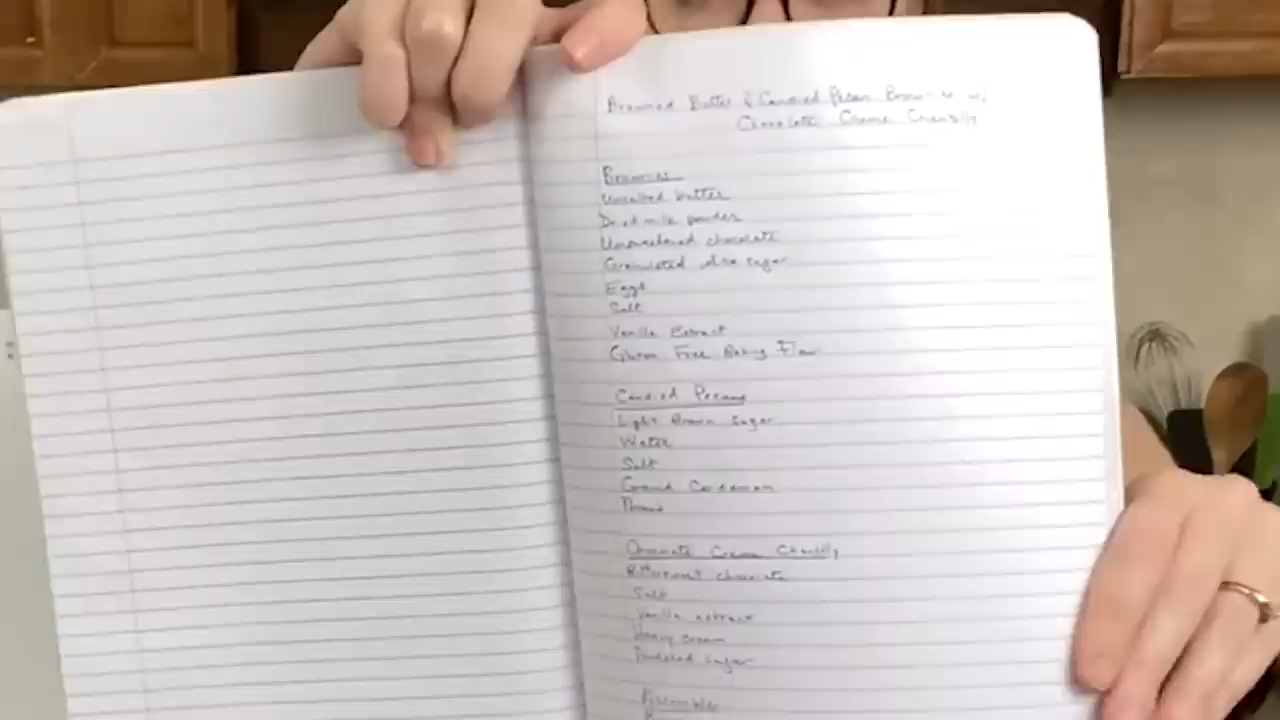 Browned Butter & Candied Pecan Brownies w/
Chocolate Creme Chantilly
Brownies
Unsalted butter
Dried milk powder
Unsweetened chocolate
Granulated sugar
Eggs
Salt
Vanilla Extract
Gluten Free Baking Flour
Candied Pecans
Light Brown Sugar
Water
Salt
Ground Cardamom
Pecans
Chocolate Creme Chantilly
Bittersweet chocolate
Salt
Vanilla extract
Heavy cream
Powdered sugar
Assembly